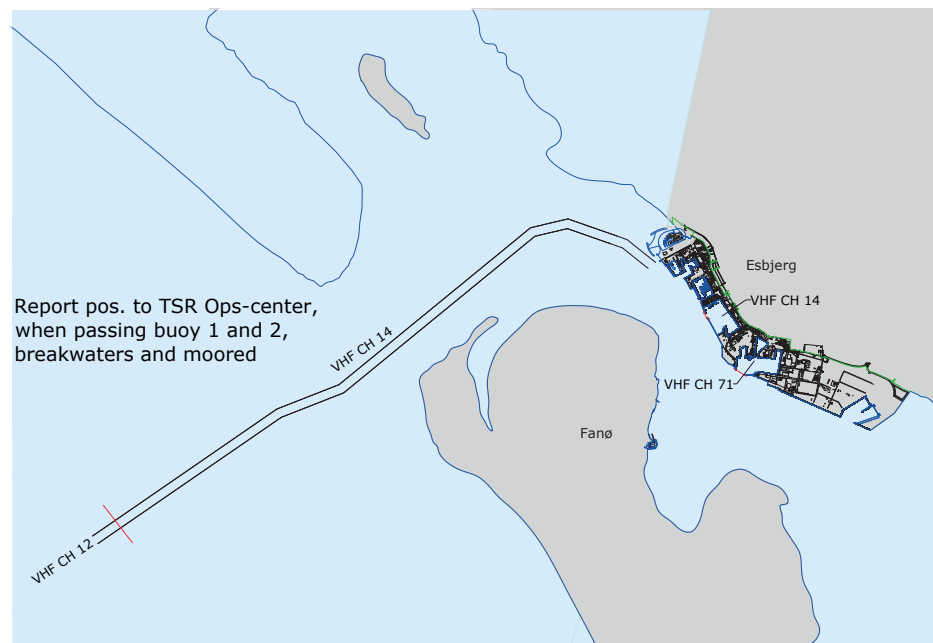 Esbjerg
VHF CH 14
Report pos. to TSR Ops-center,
when passing buoy 1 and 2,
breakwaters and moored
VHF CH 14
VHF CH 71
Fanø
VHF CH 12